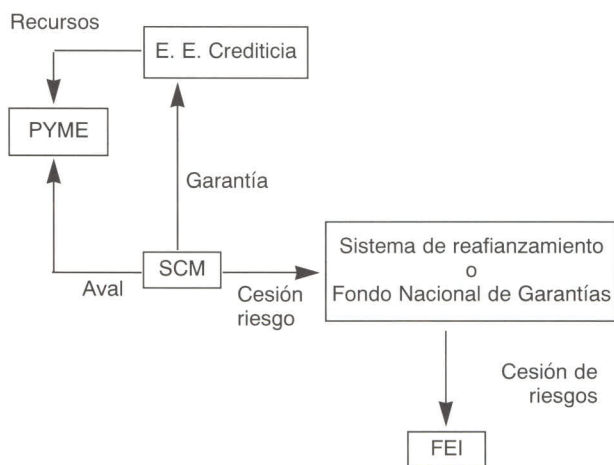 Recursos
E. E. Crediticia
PYME
Garantía
SCM
Aval
Cesión
riesgo
Sistema de reafianzamiento
o
Fondo Nacional de Garantías
Cesión de
riesgos
FEI